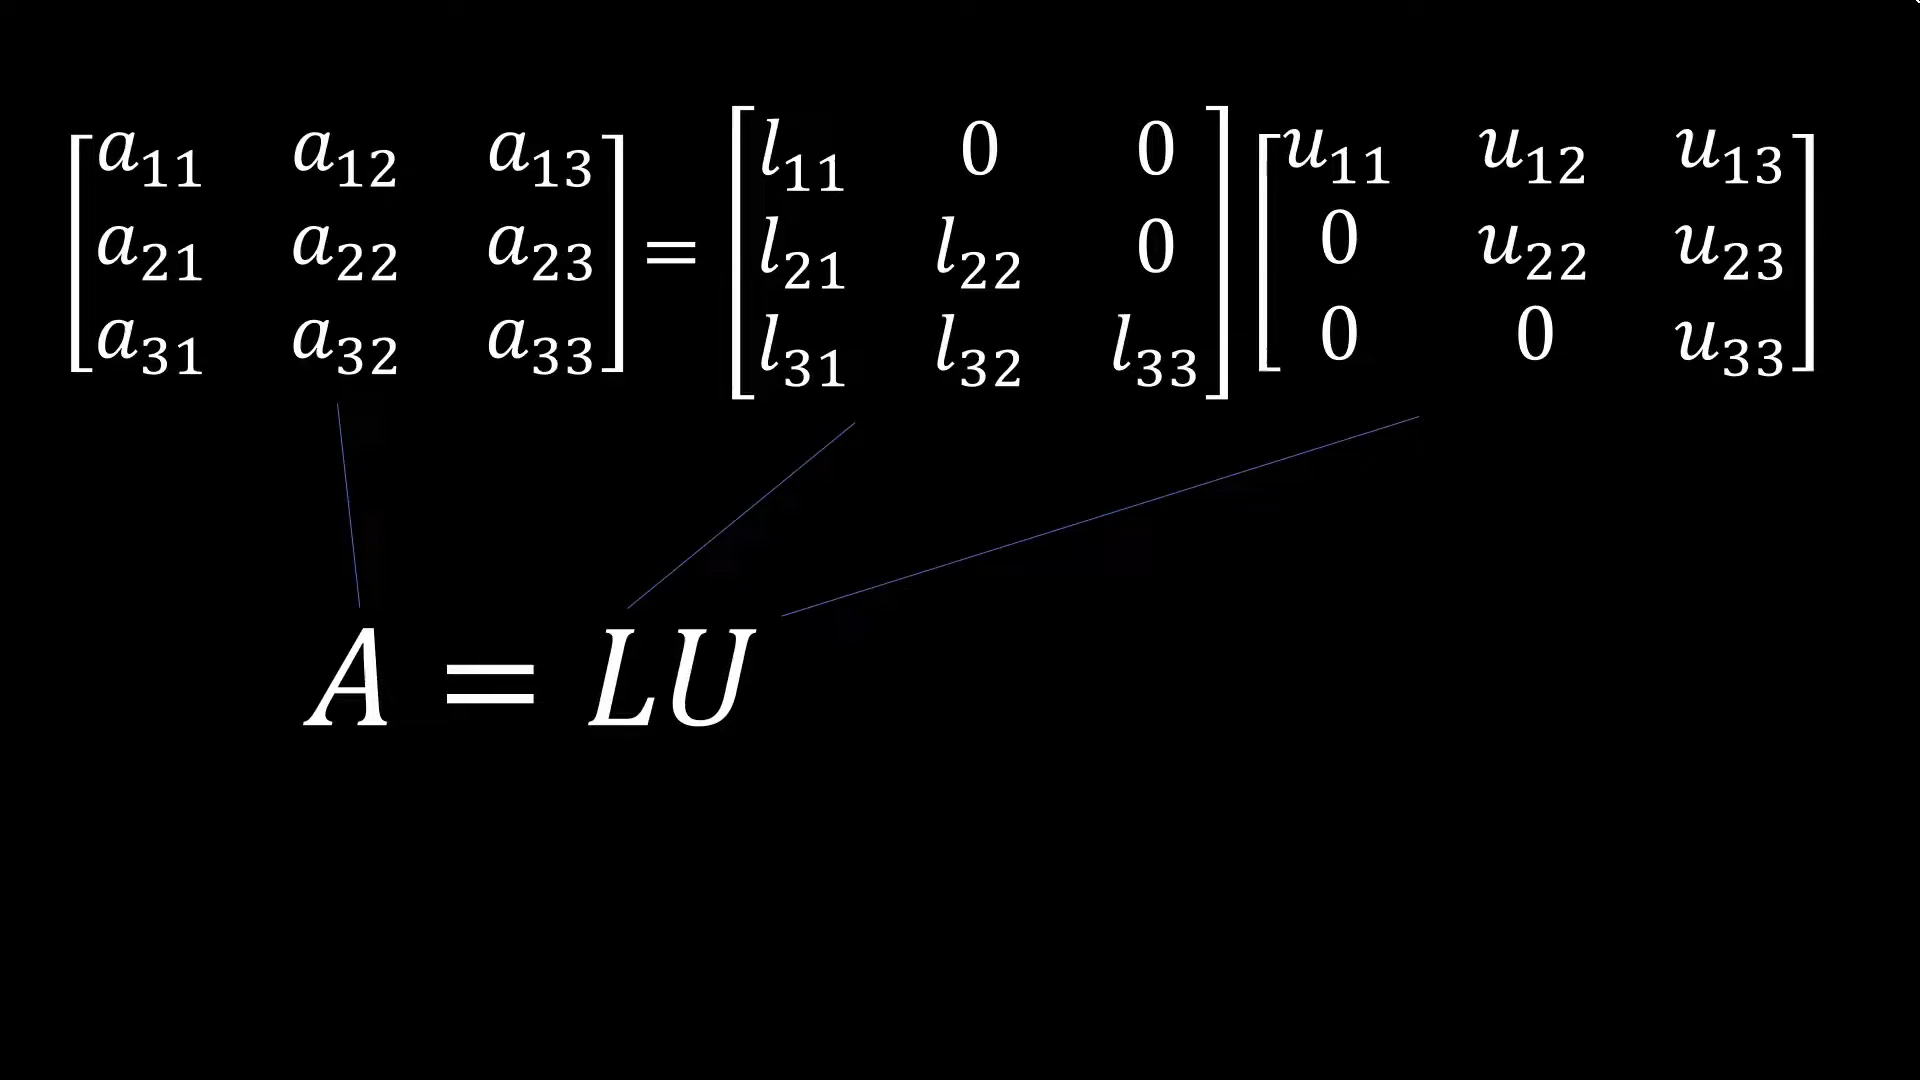 [a₁₁ a₁₂ a₁₃] = [l₁₁ 0 0] [u₁₁ u₁₂ u₁₃]
[a₂₁ a₂₂ a₂₃] [l₂₁ l₂₂ 0] [0 u₂₂ u₂₃]
[a₃₁ a₃₂ a₃₃] [l₃₁ l₃₂ l₃₃] [0 0 u₃₃]
A = LU